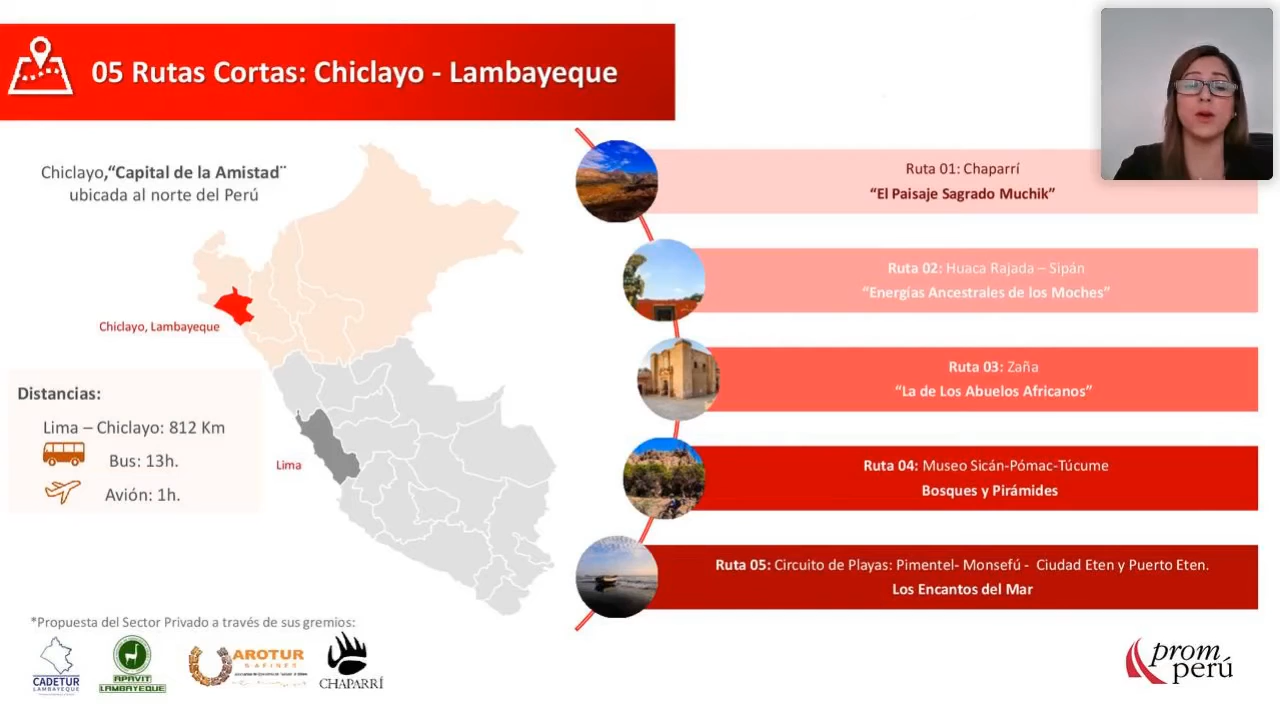 05 Rutas Cortas: Chiclayo - Lambayeque
Chiclayo,“Capital de la Amistad¨
ubicada al norte del Perú
Chiclayo, Lambayeque
Distancias:
Lima – Chiclayo: 812 Km
Bus: 13h.
Avión: 1h.
Lima
Ruta 01: Chaparrí
“El Paisaje Sagrado Muchik”
Ruta 02: Huaca Rajada – Sipán
“Energías Ancestrales de los Moches”
Ruta 03: Zaña
“La de Los Abuelos Africanos”
Ruta 04: Museo Sicán-Pómac-Túcume
Bosques y Pirámides
Ruta 05: Circuito de Playas: Pimentel- Monsefú - Ciudad Eten y Puerto Eten.
Los Encantos del Mar
*Propuesta del Sector Privado a través de sus gremios:
CADETUR
LAMBAYEQUE
APAVIT
LAMBAYEQUE
AROTUR
& AFINES
CHAPARRÍ
prom
perú